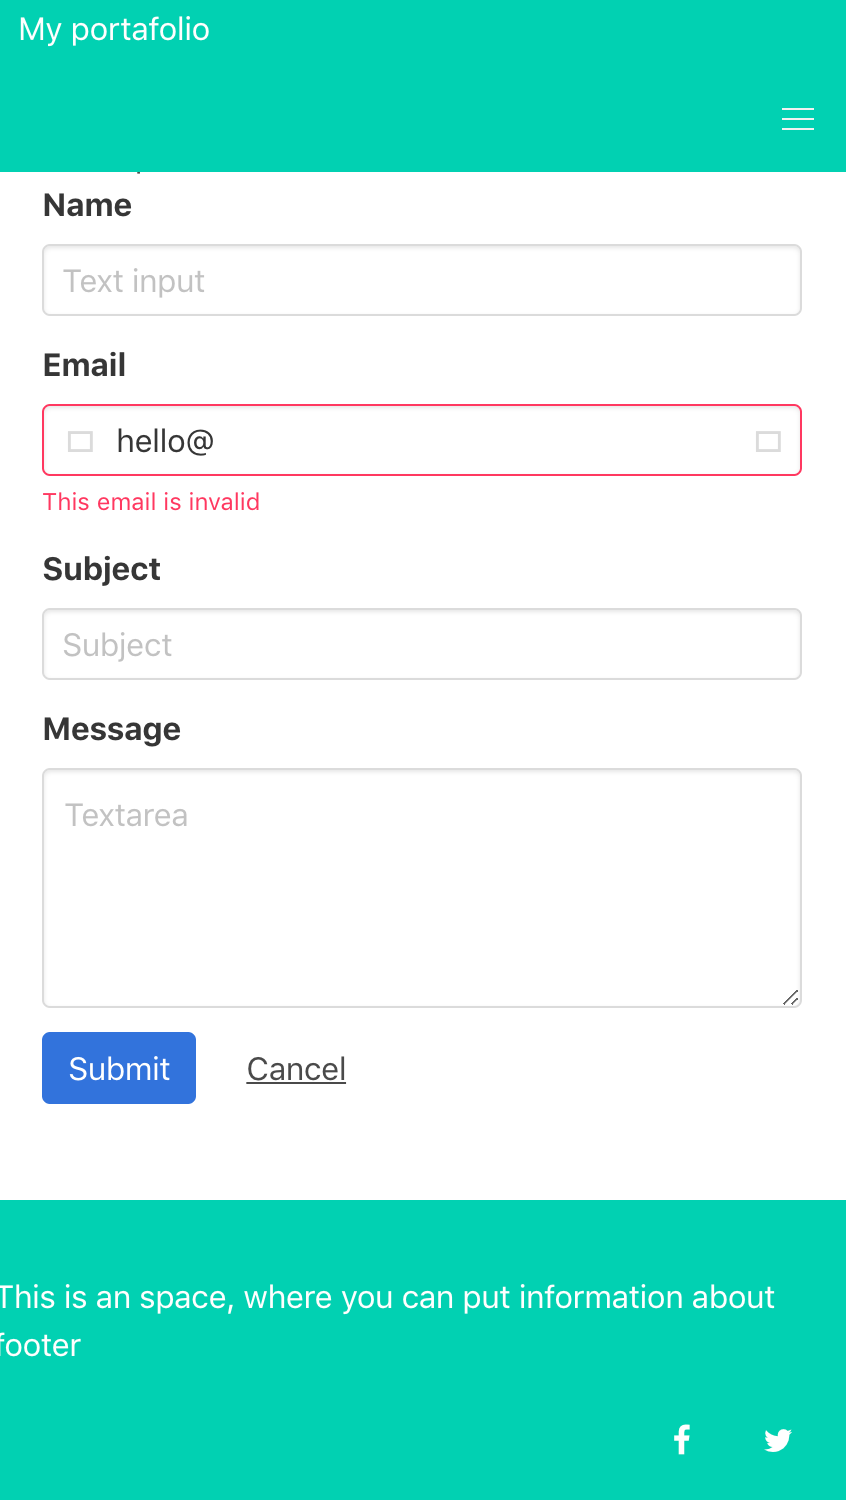 My portafolio
Name
Text input
Email
hello@
This email is invalid
Subject
Subject
Message
Textarea
Submit Cancel
This is an space, where you can put information about
footer